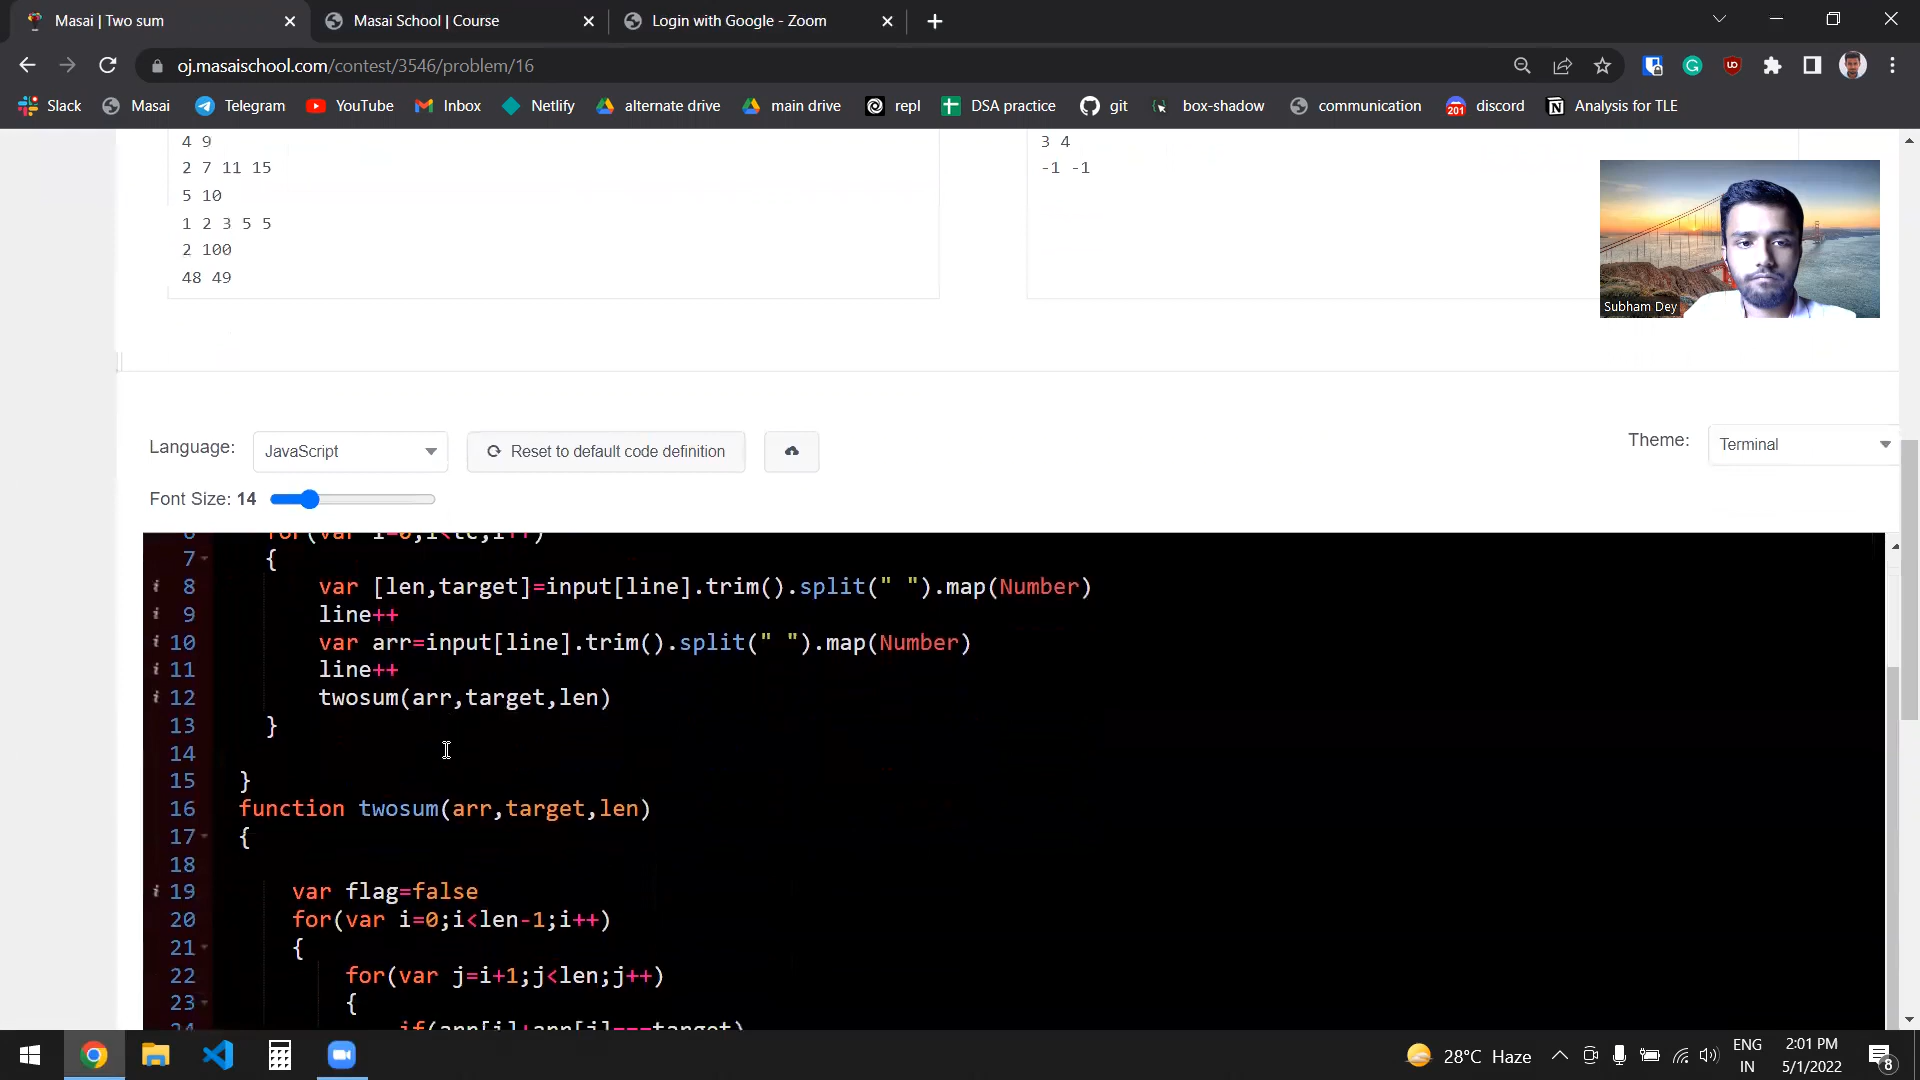 Masai | Two sum
Masai School | Course
Login with Google - Zoom
oj.masaischool.com/contest/3546/problem/16
Slack Masai Telegram YouTube Inbox Netlify alternate drive main drive repl DSA practice git box-shadow communication 201 discord Analysis for TLE
4 9
2 7 11 15
5 10
1 2 3 5 5
2 100
48 49
3 4
-1 -1
Subham Dey
Language: JavaScript Reset to default code definition
Theme: Terminal
Font Size: 14
7 {
8 var [len,target]=input[line].trim().split(" ").map(Number)
9 line++
10 var arr=input[line].trim().split(" ").map(Number)
11 line++
12 twosum(arr,target,len)
13 }
14
15 }
16 function twosum(arr,target,len)
17 {
18
19 var flag=false
20 for(var i=0;i<len-1;i++)
21 {
22 for(var j=i+1;j<len;j++)
23 {
24 if(arr[i]+arr[j]===target)
28°C Haze
ENG
IN
2:01 PM
5/1/2022
8